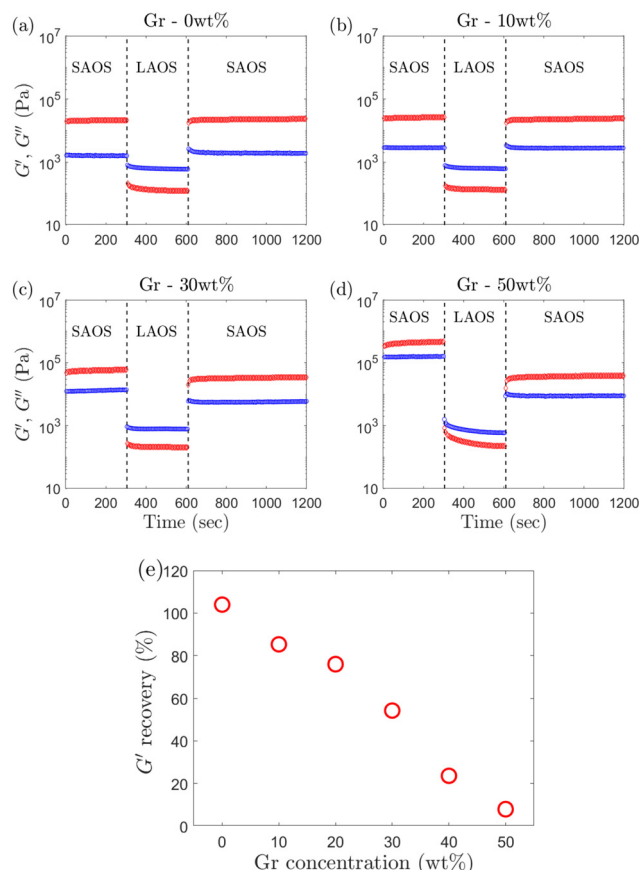 (a) Gr - 0wt%
10^7
10^5
10^3
10
G′, G″ (Pa)
SAOS LAOS SAOS
0 200 400 600 800 1000 1200
(b) Gr - 10wt%
10^7
10^5
10^3
10
SAOS LAOS SAOS
0 200 400 600 800 1000 1200
(c) Gr - 30wt%
10^7
10^5
10^3
10
G′, G″ (Pa)
SAOS LAOS SAOS
0 200 400 600 800 1000 1200
Time (sec)
(d) Gr - 50wt%
10^7
10^5
10^3
10
SAOS LAOS SAOS
0 200 400 600 800 1000 1200
Time (sec)
(e)
120
100
80
60
40
20
0
G′ recovery (%)
0 10 20 30 40 50
Gr concentration (wt%)